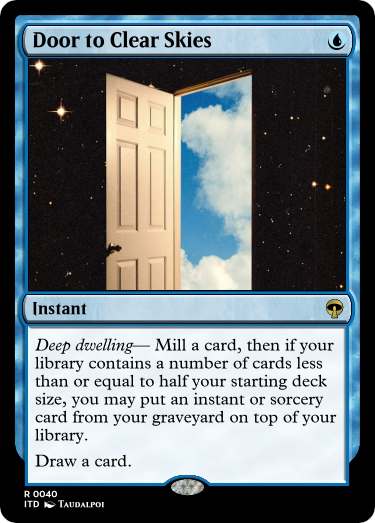 Door to Clear Skies
Instant
Deep dwelling— Mill a card, then if your
library contains a number of cards less
than or equal to half your starting deck
size, you may put an instant or sorcery
card from your graveyard on top of your
library.
Draw a card.
R 0040
ITD TAUDALPOI